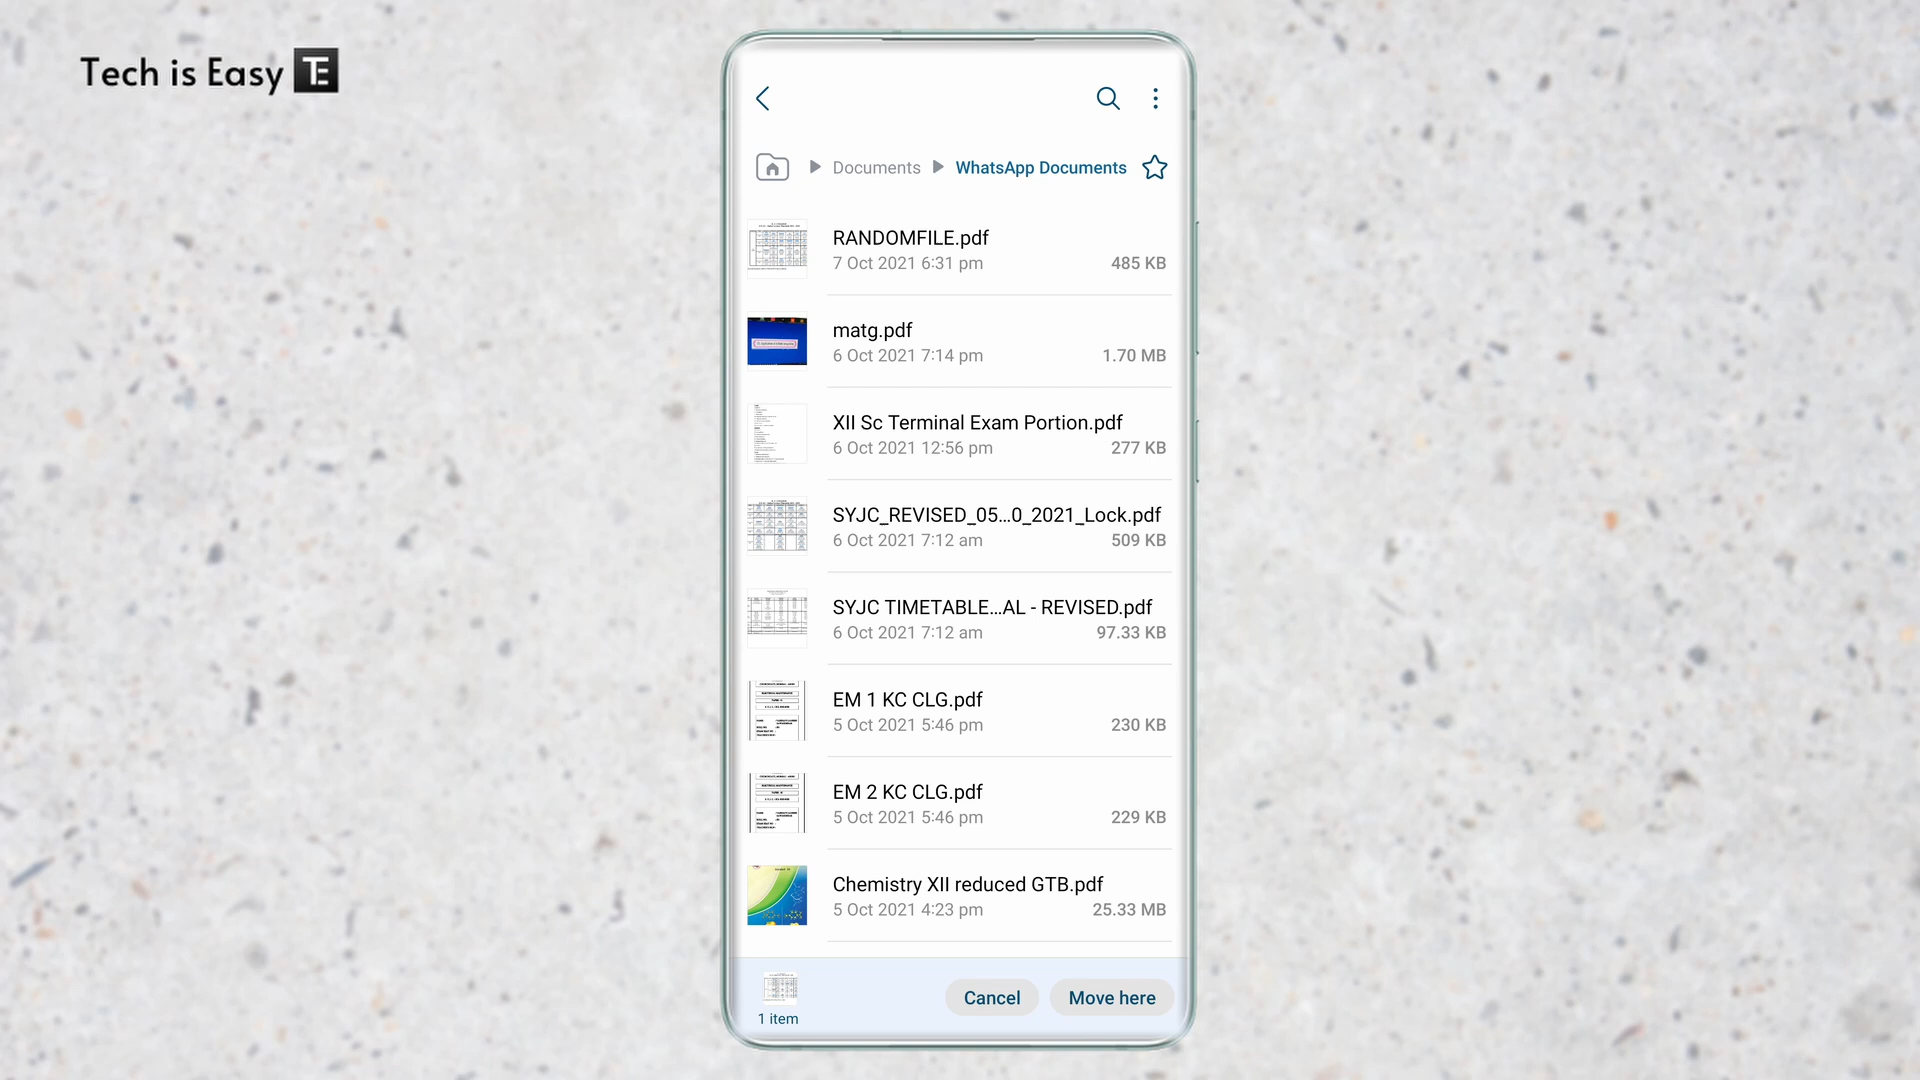 Tech is Easy TE
Documents WhatsApp Documents
RANDOMFILE.pdf
7 Oct 2021 6:31 pm 485 KB
matg.pdf
6 Oct 2021 7:14 pm 1.70 MB
XII Sc Terminal Exam Portion.pdf
6 Oct 2021 12:56 pm 277 KB
SYJC_REVISED_05...0_2021_Lock.pdf
6 Oct 2021 7:12 am 509 KB
SYJC TIMETABLE...AL - REVISED.pdf
6 Oct 2021 7:12 am 97.33 KB
EM 1 KC CLG.pdf
5 Oct 2021 5:46 pm 230 KB
EM 2 KC CLG.pdf
5 Oct 2021 5:46 pm 229 KB
Chemistry XII reduced GTB.pdf
5 Oct 2021 4:23 pm 25.33 MB
1 item Cancel Move here